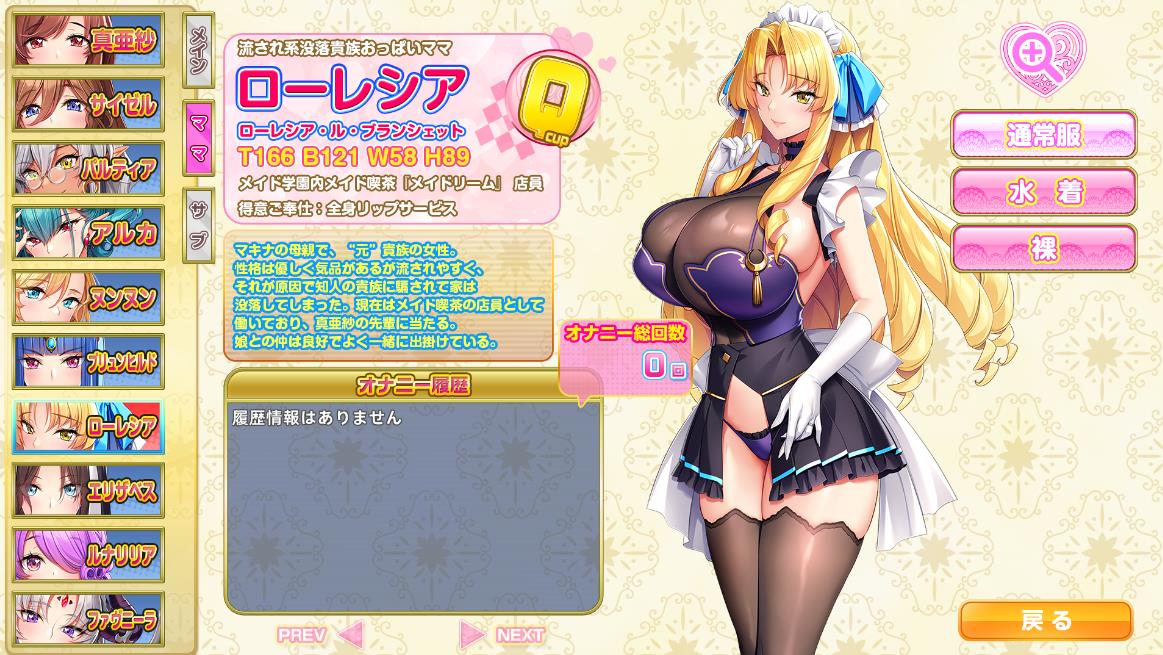 真亜紗
サイゼル
パルティア
アルカ
ヌンヌン
ブリュンヒルド
ローレシア
エリザベス
ルナリリア
ファヴニーラ
メイン
ママ
サブ
流され系没落貴族おっぱいママ
ローレシア
ローレシア・ル・ブランシェット
T166 B121 W58 H89
メイド学園内メイド喫茶『メイドリーム』 店員
得意ご奉仕：全身リップサービス
Q
CUP
マキナの母親で、“元”貴族の女性。
性格は優しく気品があるが流されやすく、
それが原因で知人の貴族に騙されて家は
没落してしまった。現在はメイド喫茶の店員として
働いており、真亜紗の先輩に当たる。
娘との仲は良好でよく一緒に出掛けている。
オナニー総回数
0回
オナニー履歴
履歴情報はありません
PREV
NEXT
通常服
水着
裸
戻る